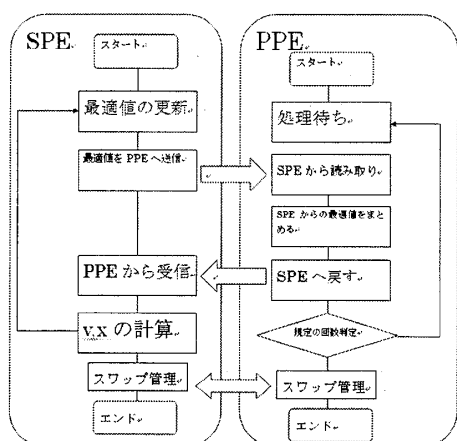 SPE
スタート
最適値の更新
最適値を PPE へ送信
PPE から受信
v,x の計算
スワップ管理
エンド
PPE
スタート
処理待ち
SPE から読み取り
SPE からの最適値をまと
める
SPE へ戻す
規定の回数判定
スワップ管理
エンド